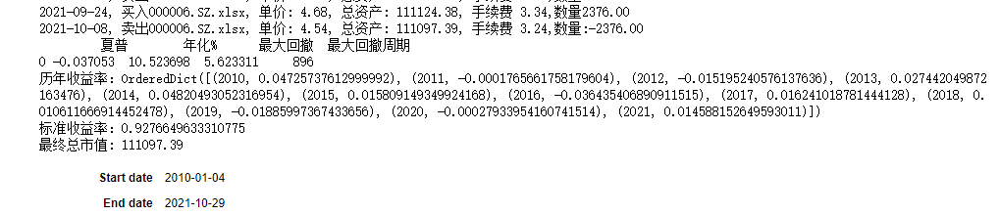 2021-09-24, 买入000006.SZ.xlsx, 单价: 4.68, 总资产: 111124.38, 手续费 3.34,数量2376.00
2021-10-08, 卖出000006.SZ.xlsx, 单价: 4.54, 总资产: 111097.39, 手续费 3.24,数量:-2376.00
夏普 年化% 最大回撤 最大回撤周期
0 -0.037053 10.523698 5.623311 896
历年收益率: OrderedDict([(2010, 0.04725737612999992), (2011, -0.0001765661758179604), (2012, -0.015195240576137636), (2013, 0.027442049872
163476), (2014, 0.04820493052316954), (2015, 0.015809149349924168), (2016, -0.036435406890911515), (2017, 0.016241018781444128), (2018, 0.
010611666914452478), (2019, -0.01885997367433656), (2020, -0.00027933954160741514), (2021, 0.014588152649593011)])
标准收益率: 0.9276649633310775
最终总市值: 111097.39
Start date 2010-01-04
End date 2021-10-29